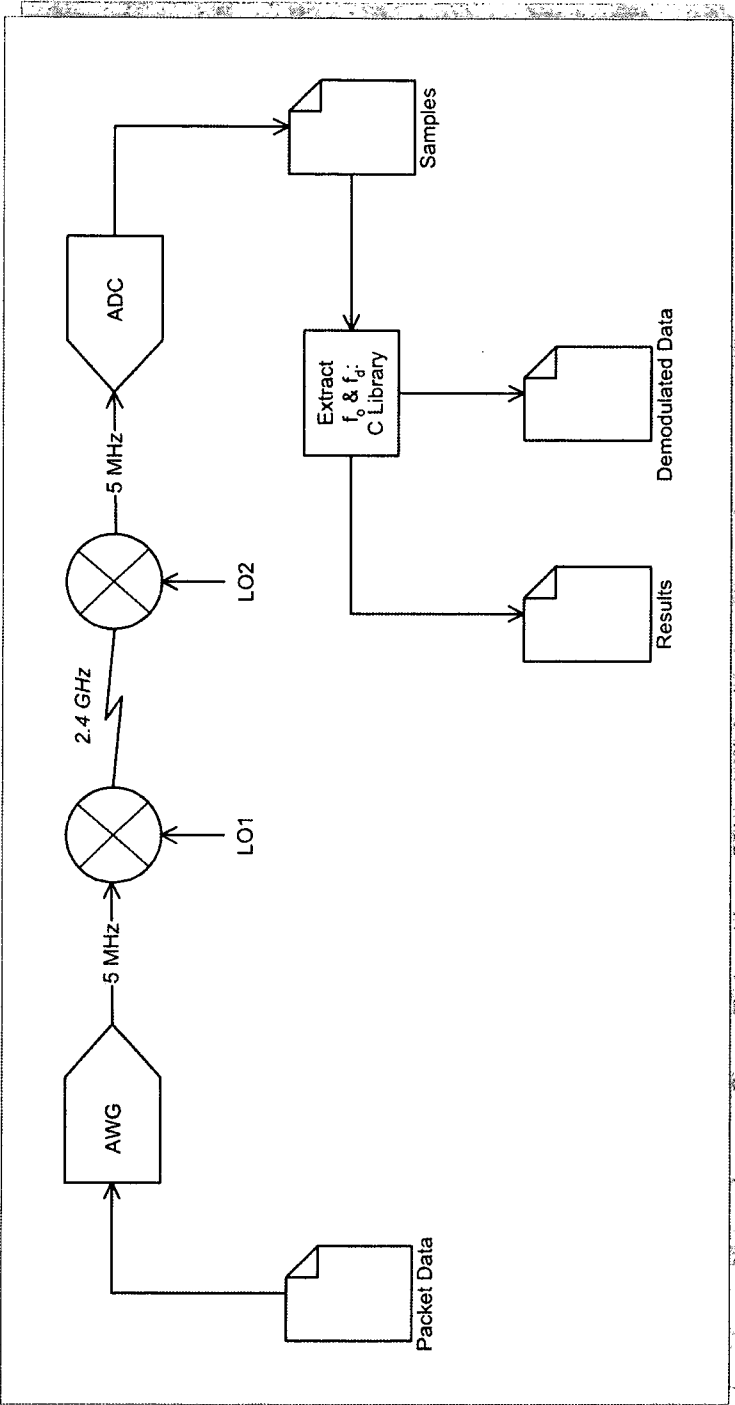 Packet Data
AWG
5 MHz
LO1
2.4 GHz
LO2
5 MHz
ADC
Samples
Extract
fo & fd:
C Library
Results
Demodulated Data